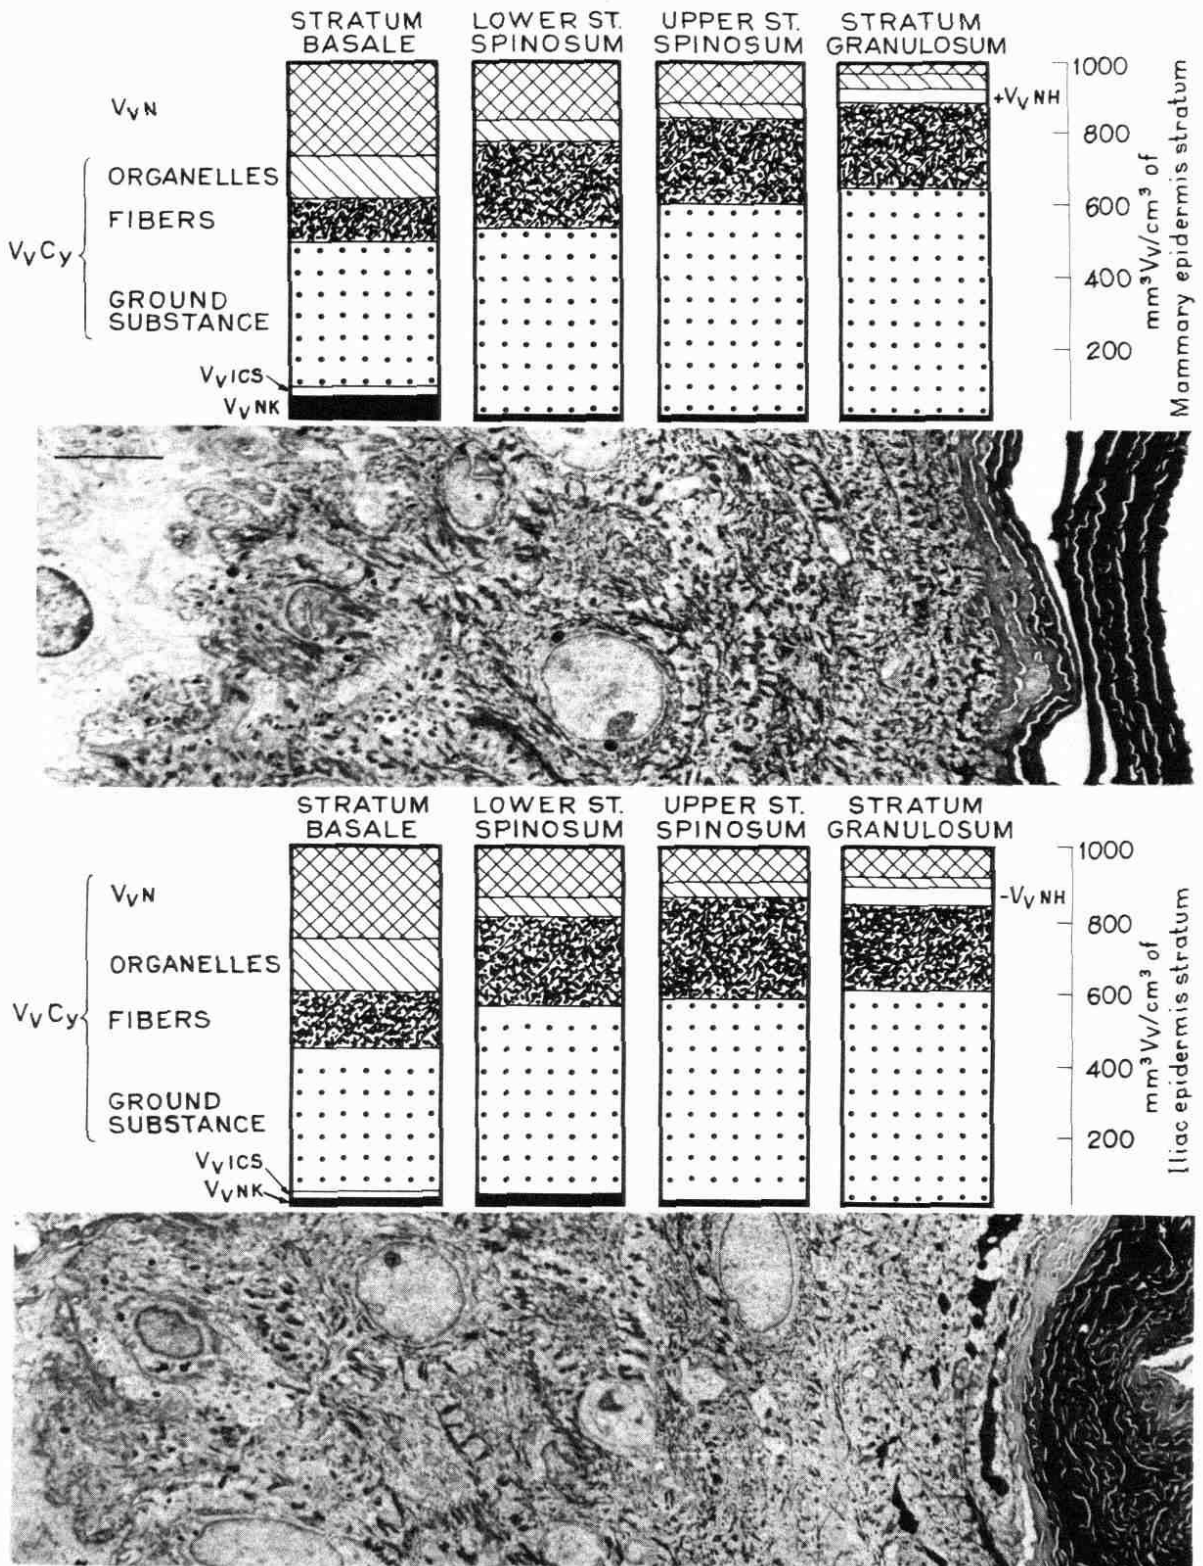 STRATUM BASALE
LOWER ST. SPINOSUM
UPPER ST. SPINOSUM
STRATUM GRANULOSUM
VVN
ORGANELLES
FIBERS
VVCy
GROUND SUBSTANCE
VVICS
VVNK
1000
+VVNH
800
600
400
200
mm³VV/cm³ of
Mammary epidermis stratum
STRATUM BASALE
LOWER ST. SPINOSUM
UPPER ST. SPINOSUM
STRATUM GRANULOSUM
VVN
ORGANELLES
VVCy
FIBERS
GROUND SUBSTANCE
VVICS
VVNK
1000
-VVNH
800
600
400
200
mm³VV/cm³ of
Iliac epidermis stratum